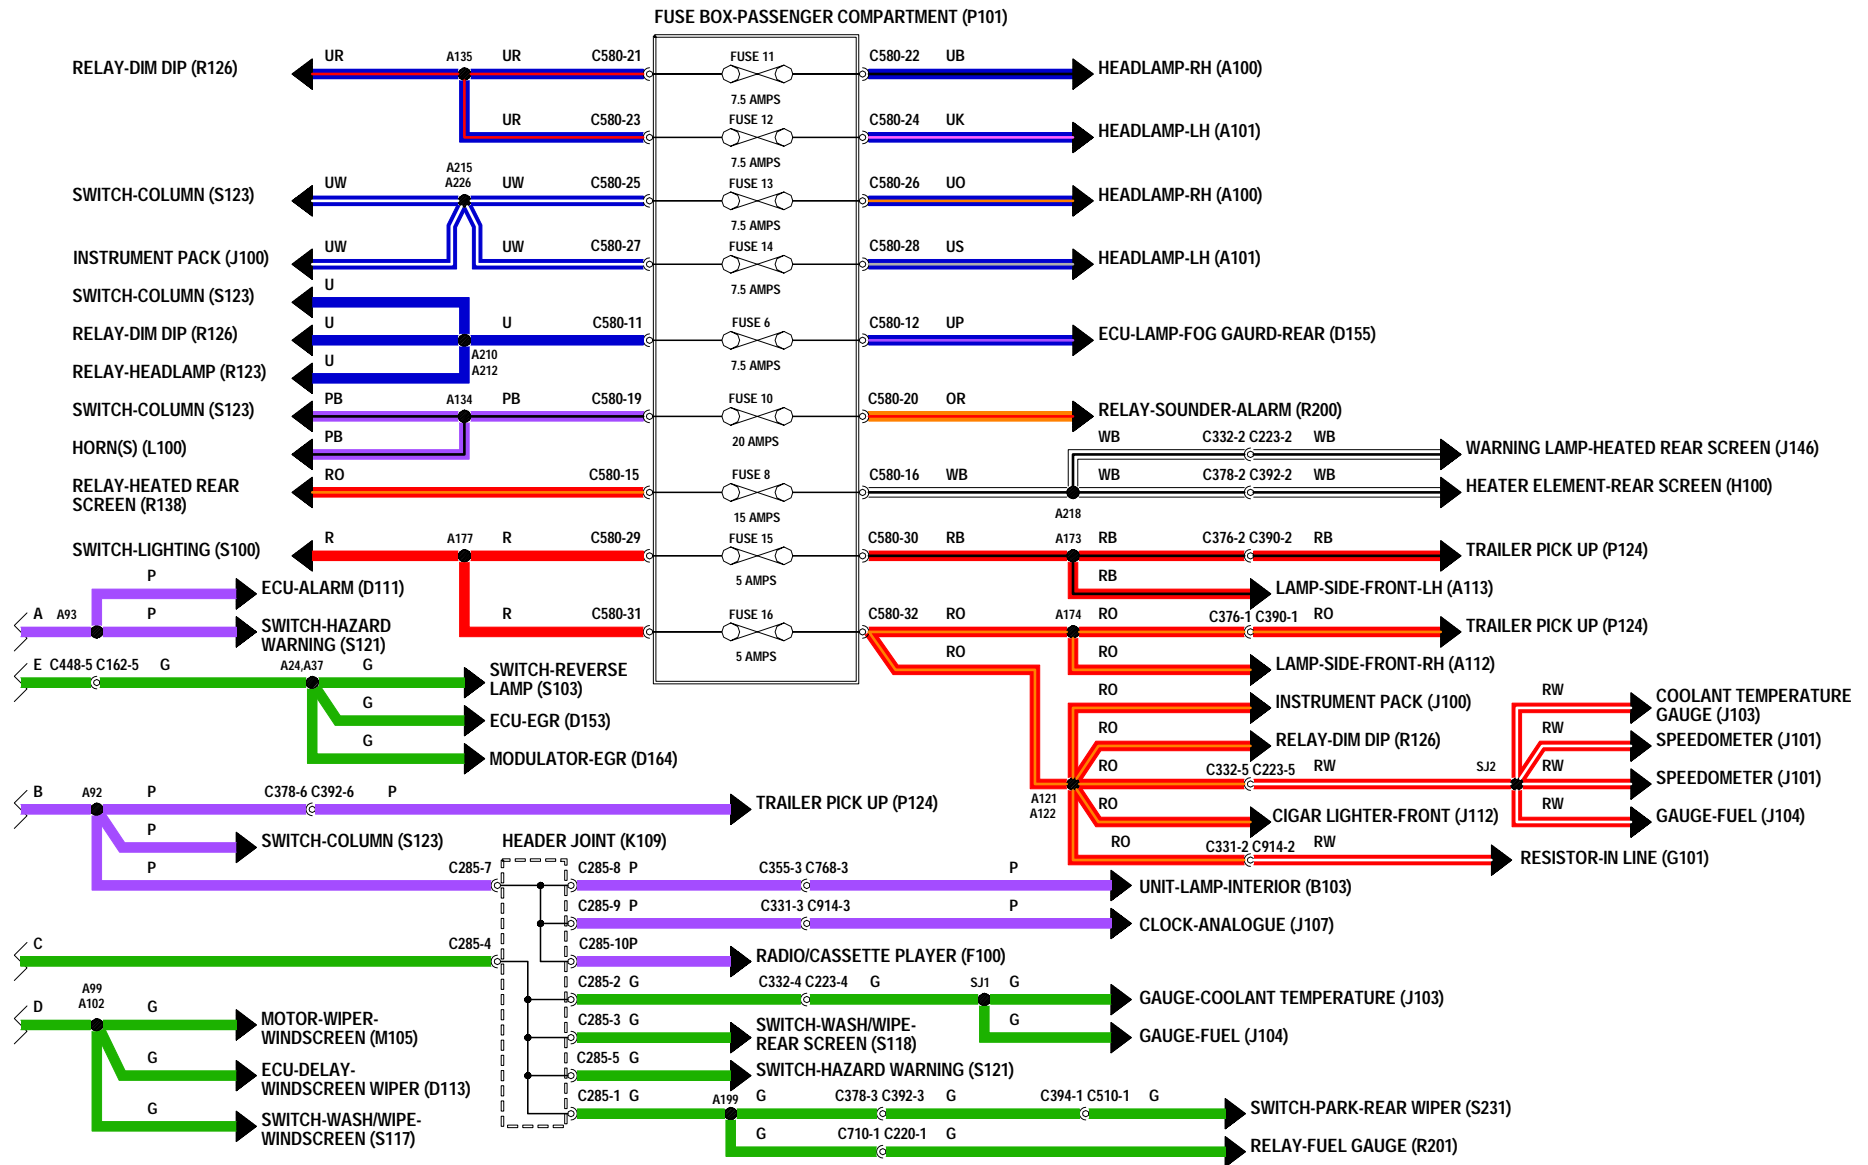 FUSE BOX-PASSENGER COMPARTMENT (P101)
RELAY-DIM DIP (R126)
UR
A135
UR
C580-21
FUSE 11
7.5 AMPS
C580-22
UB
HEADLAMP-RH (A100)
UR
C580-23
FUSE 12
7.5 AMPS
C580-24
UK
HEADLAMP-LH (A101)
SWITCH-COLUMN (S123)
UW
A215
A226
UW
C580-25
FUSE 13
7.5 AMPS
C580-26
UO
HEADLAMP-RH (A100)
INSTRUMENT PACK (J100)
UW
UW
C580-27
FUSE 14
7.5 AMPS
C580-28
US
HEADLAMP-LH (A101)
SWITCH-COLUMN (S123)
U
RELAY-DIM DIP (R126)
U
U
C580-11
FUSE 6
7.5 AMPS
C580-12
UP
ECU-LAMP-FOG GAURD-REAR (D155)
A210
A212
RELAY-HEADLAMP (R123)
U
SWITCH-COLUMN (S123)
PB
A134
PB
C580-19
FUSE 10
20 AMPS
C580-20
OR
RELAY-SOUNDER-ALARM (R200)
HORN(S) (L100)
PB
WB
C332-2 C223-2
WB
WARNING LAMP-HEATED REAR SCREEN (J146)
RELAY-HEATED REAR
SCREEN (R138)
RO
C580-15
FUSE 8
15 AMPS
C580-16
WB
WB
C378-2 C392-2
WB
HEATER ELEMENT-REAR SCREEN (H100)
A218
SWITCH-LIGHTING (S100)
R
A177
R
C580-29
FUSE 15
5 AMPS
C580-30
RB
A173
RB
C376-2 C390-2
RB
TRAILER PICK UP (P124)
RB
LAMP-SIDE-FRONT-LH (A113)
R
C580-31
FUSE 16
5 AMPS
C580-32
RO
A174
RO
C376-1 C390-1
RO
TRAILER PICK UP (P124)
RO
RO
LAMP-SIDE-FRONT-RH (A112)
P
ECU-ALARM (D111)
A
A93
P
SWITCH-HAZARD
WARNING (S121)
E
C448-5 C162-5
G
A24,A37
G
SWITCH-REVERSE
LAMP (S103)
G
ECU-EGR (D153)
G
MODULATOR-EGR (D164)
RO
INSTRUMENT PACK (J100)
RO
RELAY-DIM DIP (R126)
A121
A122
RO
C332-5 C223-5
RW
SJ2
RW
COOLANT TEMPERATURE
GAUGE (J103)
RW
SPEEDOMETER (J101)
RW
SPEEDOMETER (J101)
RW
GAUGE-FUEL (J104)
RO
CIGAR LIGHTER-FRONT (J112)
RO
C331-2 C914-2
RW
RESISTOR-IN LINE (G101)
B
A92
P
C378-6 C392-6
P
TRAILER PICK UP (P124)
P
SWITCH-COLUMN (S123)
P
C285-7
HEADER JOINT (K109)
C285-8
P
C355-3 C768-3
P
UNIT-LAMP-INTERIOR (B103)
C285-9
P
C331-3 C914-3
P
CLOCK-ANALOGUE (J107)
C285-10
P
RADIO/CASSETTE PLAYER (F100)
C
C285-4
C285-2
G
C332-4 C223-4
G
SJ1
G
GAUGE-COOLANT TEMPERATURE (J103)
G
GAUGE-FUEL (J104)
C285-3
G
SWITCH-WASH/WIPE-
REAR SCREEN (S118)
C285-5
G
SWITCH-HAZARD WARNING (S121)
C285-1
G
A199
G
C378-3 C392-3
G
C394-1 C510-1
G
SWITCH-PARK-REAR WIPER (S231)
G
C710-1 C220-1
G
RELAY-FUEL GAUGE (R201)
D
A99
A102
G
MOTOR-WIPER-
WINDSCREEN (M105)
G
ECU-DELAY-
WINDSCREEN WIPER (D113)
G
SWITCH-WASH/WIPE-
WINDSCREEN (S117)